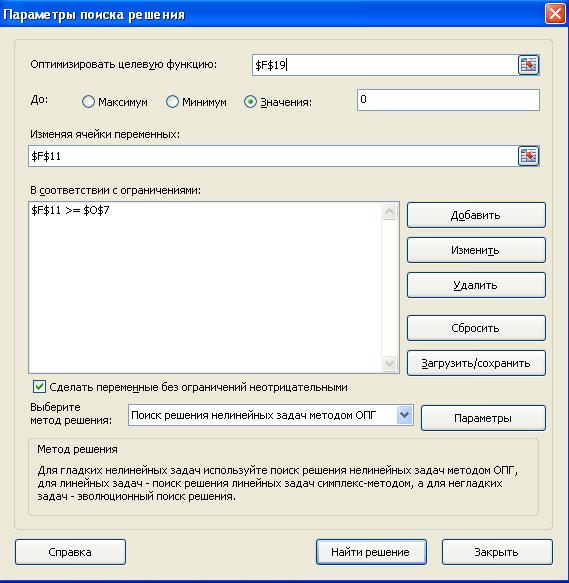 Параметры поиска решения
Оптимизировать целевую функцию: $F$19
До: Максимум Минимум Значения: 0
Изменяя ячейки переменных:
$F$11
В соответствии с ограничениями:
$F$11 >= $O$7
Добавить
Изменить
Удалить
Сбросить
Загрузить/сохранить
Сделать переменные без ограничений неотрицательными
Выберите
метод решения:
Поиск решения нелинейных задач методом ОПГ
Параметры
Метод решения
Для гладких нелинейных задач используйте поиск решения нелинейных задач методом ОПГ,
для линейных задач - поиск решения линейных задач симплекс-методом, а для негладких
задач - эволюционный поиск решения.
Справка
Найти решение
Закрыть